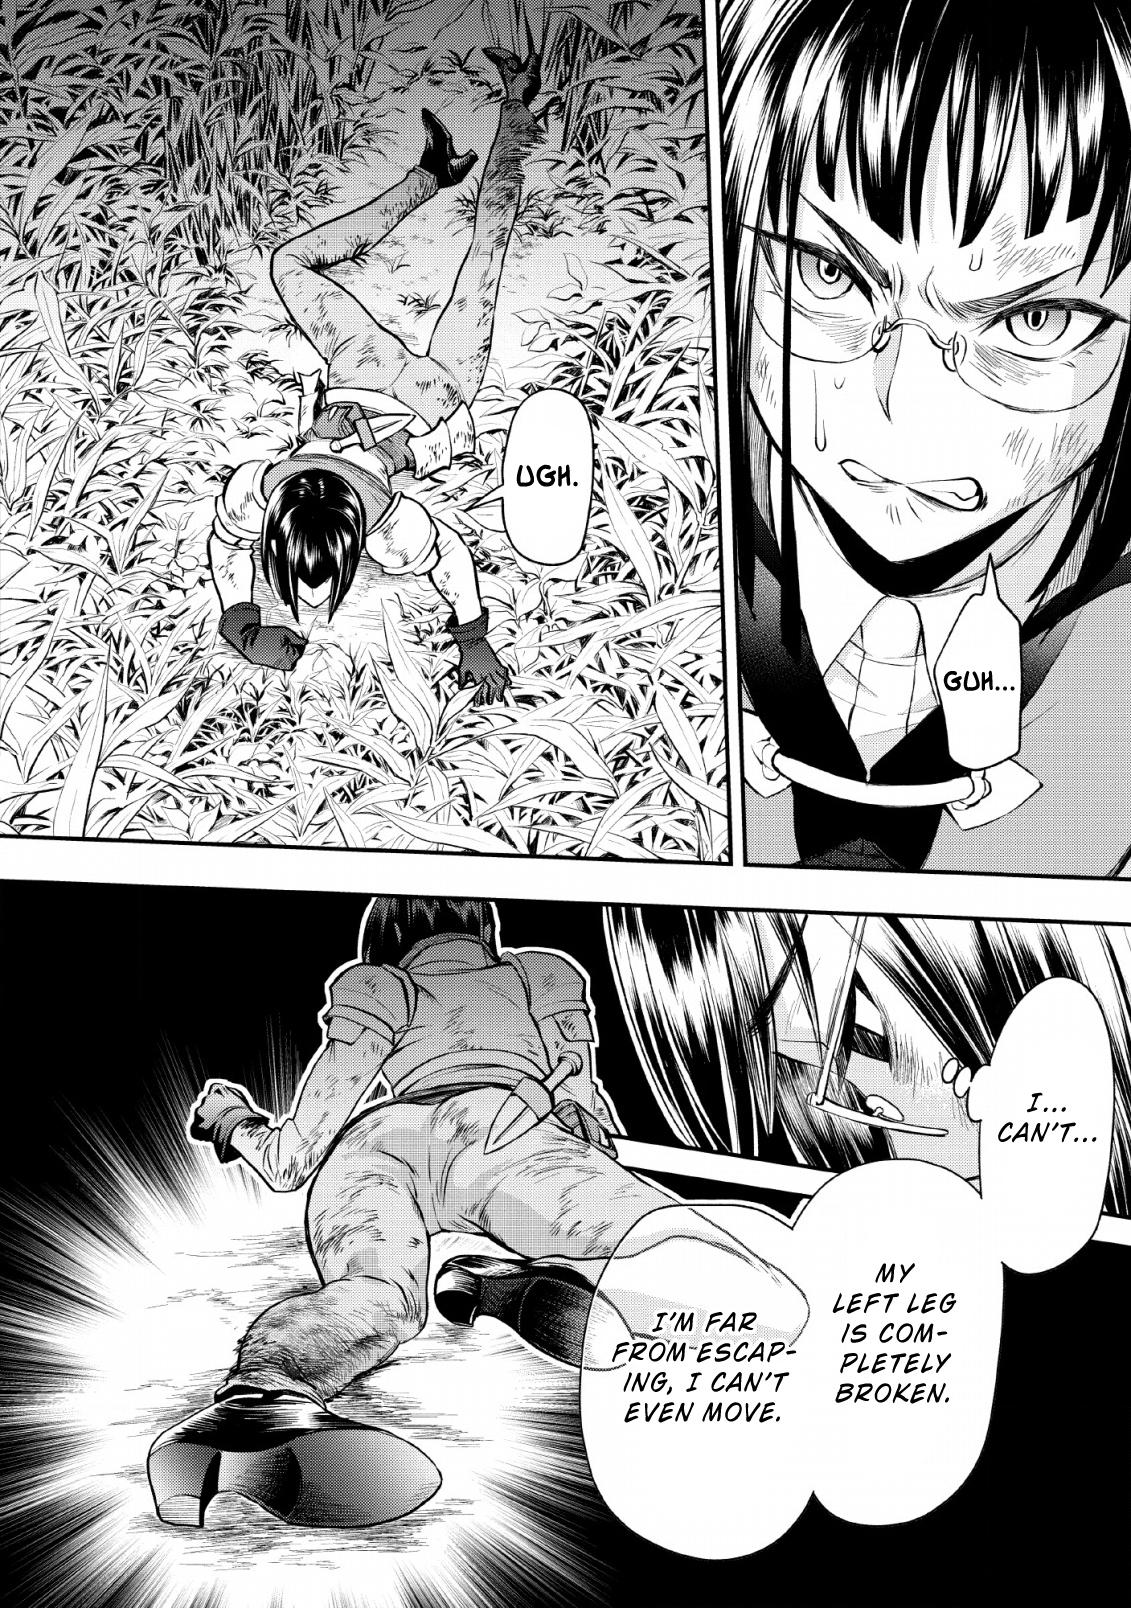 GUH...
UGH.
I...
CAN'T...
MY
LEFT LEG
IS COM-
PLETELY
BROKEN.
I'M FAR
FROM ESCAP-
ING, I CAN'T
EVEN MOVE.